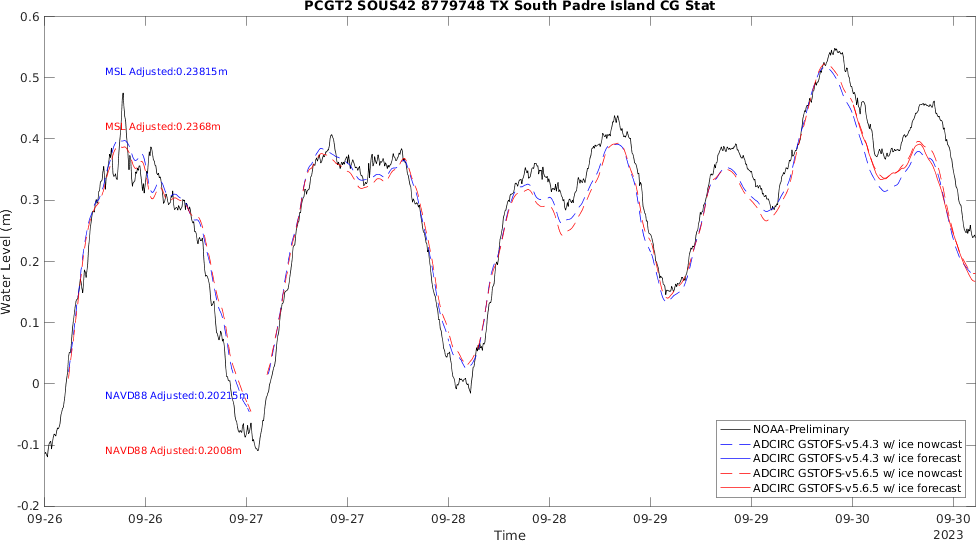 PCGT2 SOUS42 8779748 TX South Padre Island CG Stat
0.6
0.5
0.4
0.3
0.2
0.1
0
-0.1
-0.2
Water Level (m)
MSL Adjusted:0.23815m
MSL Adjusted:0.2368m
NAVD88 Adjusted:0.20215m
NAVD88 Adjusted:0.2008m
NOAA-Preliminary
ADCIRC GSTOFS-v5.4.3 w/ ice nowcast
ADCIRC GSTOFS-v5.4.3 w/ ice forecast
ADCIRC GSTOFS-v5.6.5 w/ ice nowcast
ADCIRC GSTOFS-v5.6.5 w/ ice forecast
09-26 09-26 09-27 09-27 09-28 09-28 09-29 09-29 09-30 09-30
2023
Time